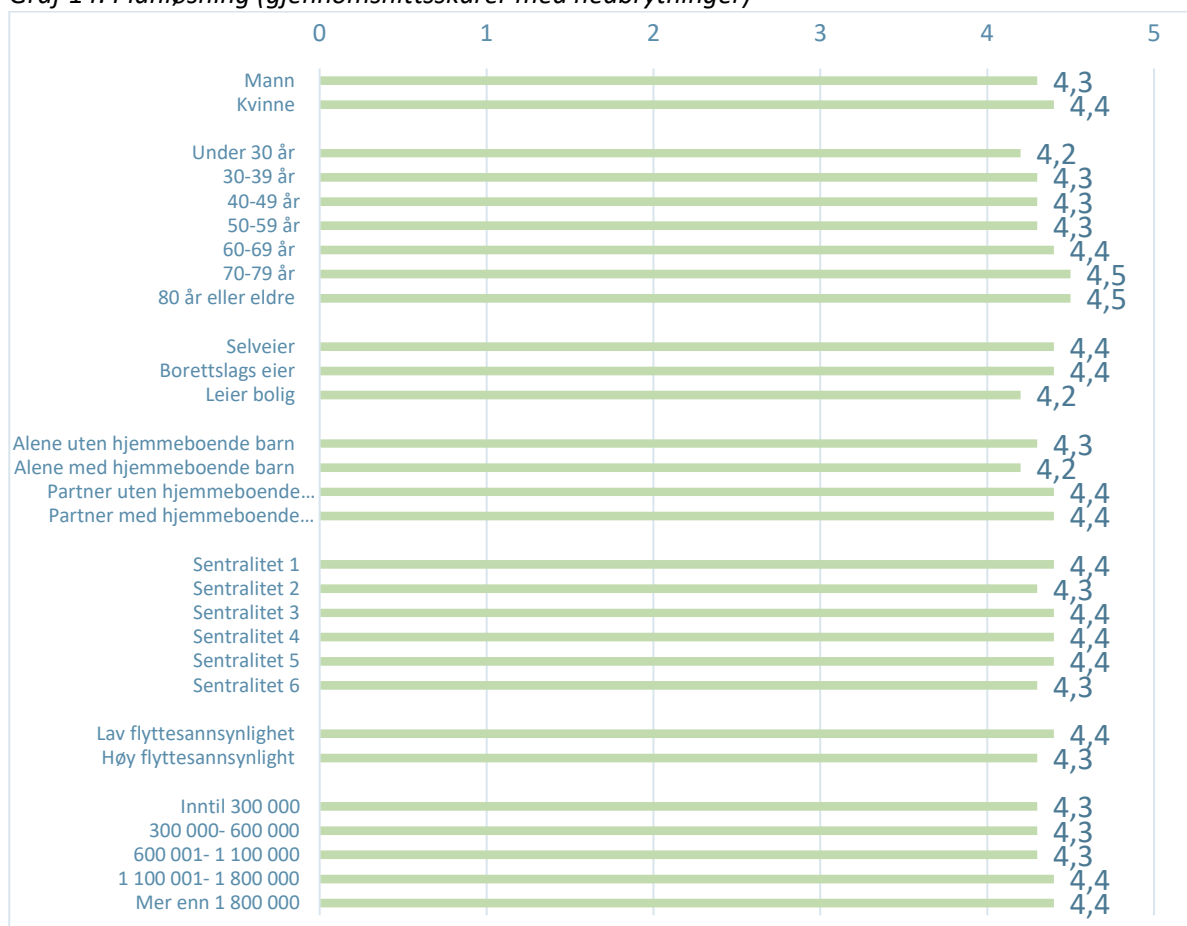 0 1 2 3 4 5
Mann 4,3
Kvinne 4,4
Under 30 år 4,2
30-39 år 4,3
40-49 år 4,3
50-59 år 4,3
60-69 år 4,4
70-79 år 4,5
80 år eller eldre 4,5
Selveier 4,4
Borettslags eier 4,4
Leier bolig 4,2
Alene uten hjemmeboende barn 4,3
Alene med hjemmeboende barn 4,2
Partner uten hjemmeboende... 4,4
Partner med hjemmeboende... 4,4
Sentralitet 1 4,4
Sentralitet 2 4,3
Sentralitet 3 4,4
Sentralitet 4 4,4
Sentralitet 5 4,4
Sentralitet 6 4,3
Lav flyttesannsynlighet 4,4
Høy flyttesannsynlight 4,3
Inntil 300 000 4,3
300 000- 600 000 4,3
600 001- 1 100 000 4,3
1 100 001- 1 800 000 4,4
Mer enn 1 800 000 4,4